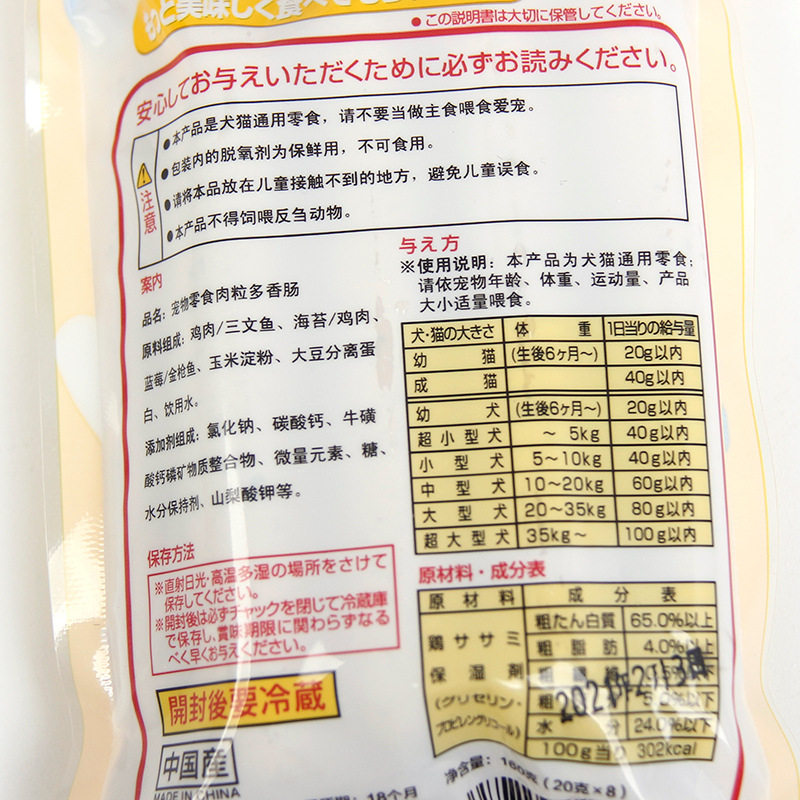 と美味しく食べ
●この説明書は大切に保管してください。
安心してお与えいただくために必ずお読みください。
注意
●本产品是犬猫通用零食，请不要当做主食喂食爱宠。
●包装内的脱氧剂为保鲜用，不可食用。
●请将本品放在儿童接触不到的地方，避免儿童误食。
●本产品不得饲喂反刍动物。
案内
品名：宠物零食肉粒多香肠
原料组成：鸡肉/三文鱼、海苔/鸡肉、
蓝莓/金枪鱼、玉米淀粉、大豆分离蛋
白、饮用水。
添加剂组成：氯化钠、碳酸钙、牛磺
酸钙磷矿物质整合物、微量元素、糖、
水分保持剂、山梨酸钾等。
保存方法
※直射日光・高温多湿の場所をさけて
保存してください。
※開封後は必ずチャックを閉じて冷蔵庫
で保存し、賞味期限に関わらずなる
べく早くお与えください。
開封後要冷蔵
中国産
MADE IN CHINA
与え方
※使用说明：本产品为犬猫通用零食；
请依宠物年龄、体重、运动量、产品
大小适量喂食。
犬・猫の大きさ 体重 1日当りの給与量
幼猫 (生後6ヶ月〜) 20g以内
成猫 40g以内
幼犬 (生後6ヶ月〜) 20g以内
超小型犬 〜 5kg 40g以内
小型犬 5〜10kg 40g以内
中型犬 10〜20kg 60g以内
大型犬 20〜35kg 80g以内
超大型犬 35kg〜 100g以内
原材料・成分表
原材料 成分表
鶏ササミ 粗たん白質 65.0%以上
保湿剤 粗脂肪 4.0%以上
(グリセリン・ 粗
プロピレングリコール) 水分 24.0%以下
100g当り 302kcal
净含量：160克（20克×8）
18个月